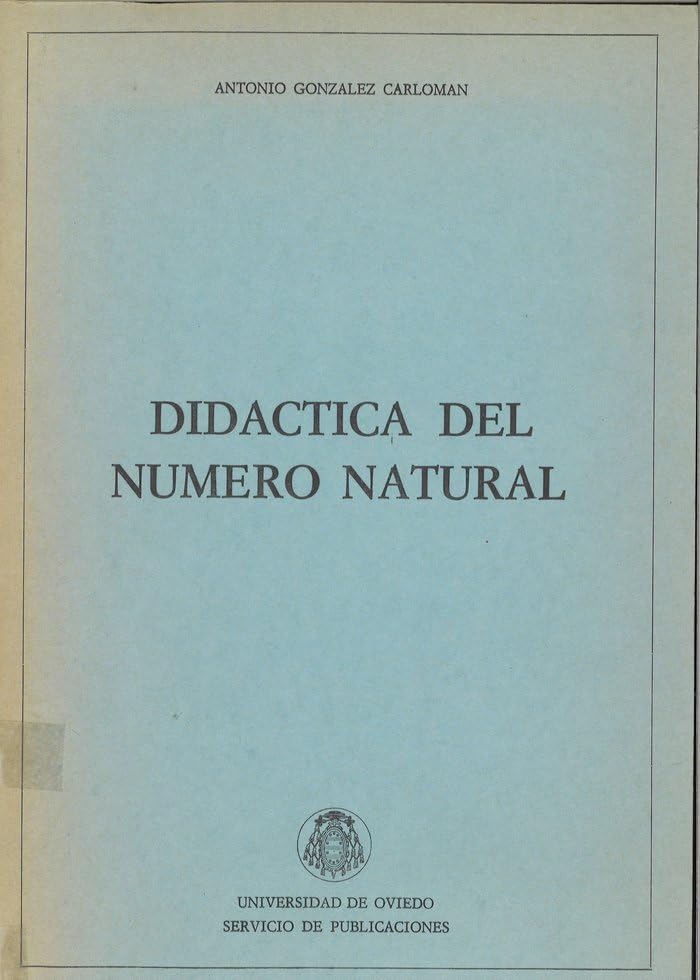 ANTONIO GONZALEZ CARLOMAN
DIDACTICA DEL
NUMERO NATURAL
UNIVERSIDAD DE OVIEDO
SERVICIO DE PUBLICACIONES